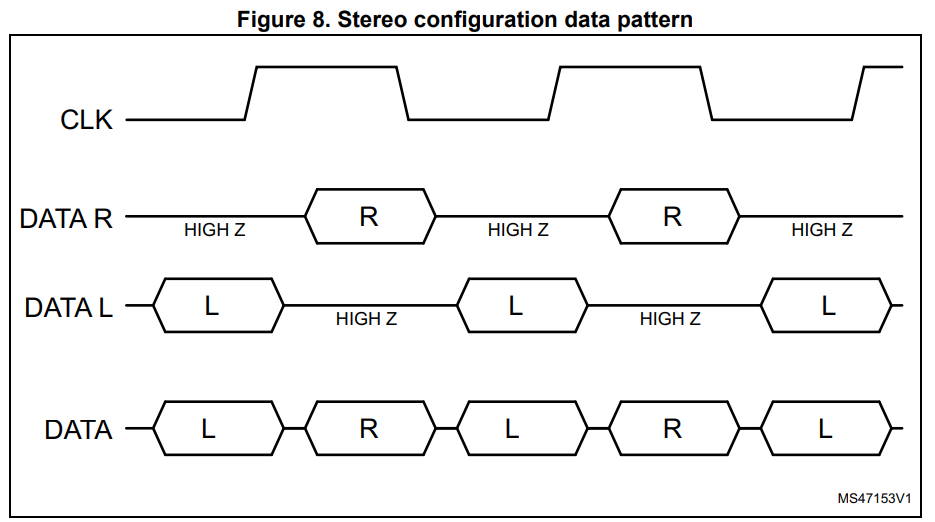 Figure 8. Stereo configuration data pattern
CLK
DATA R
HIGH Z
R
HIGH Z
R
HIGH Z
DATA L
L
HIGH Z
L
HIGH Z
L
DATA
L
R
L
R
L
MS47153V1